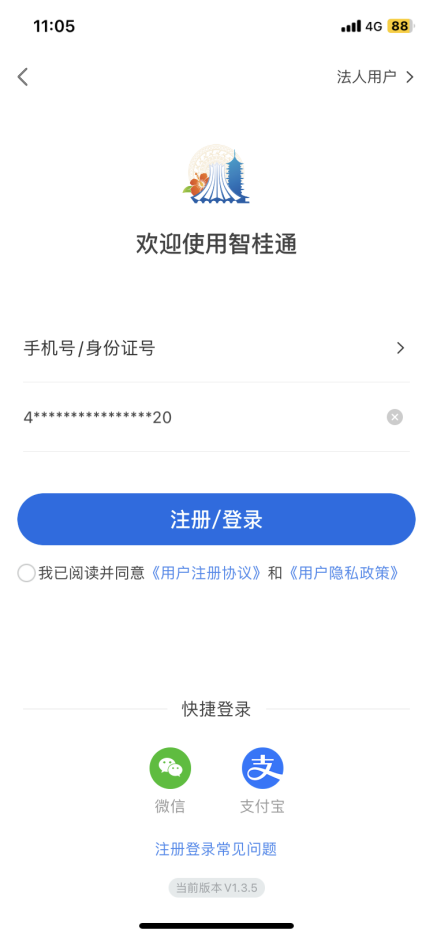 11:05
4G 88
法人用户
欢迎使用智桂通
手机号/身份证号
4****************20
注册/登录
我已阅读并同意《用户注册协议》和《用户隐私政策》
快捷登录
支
微信 支付宝
注册登录常见问题
当前版本 V1.3.5